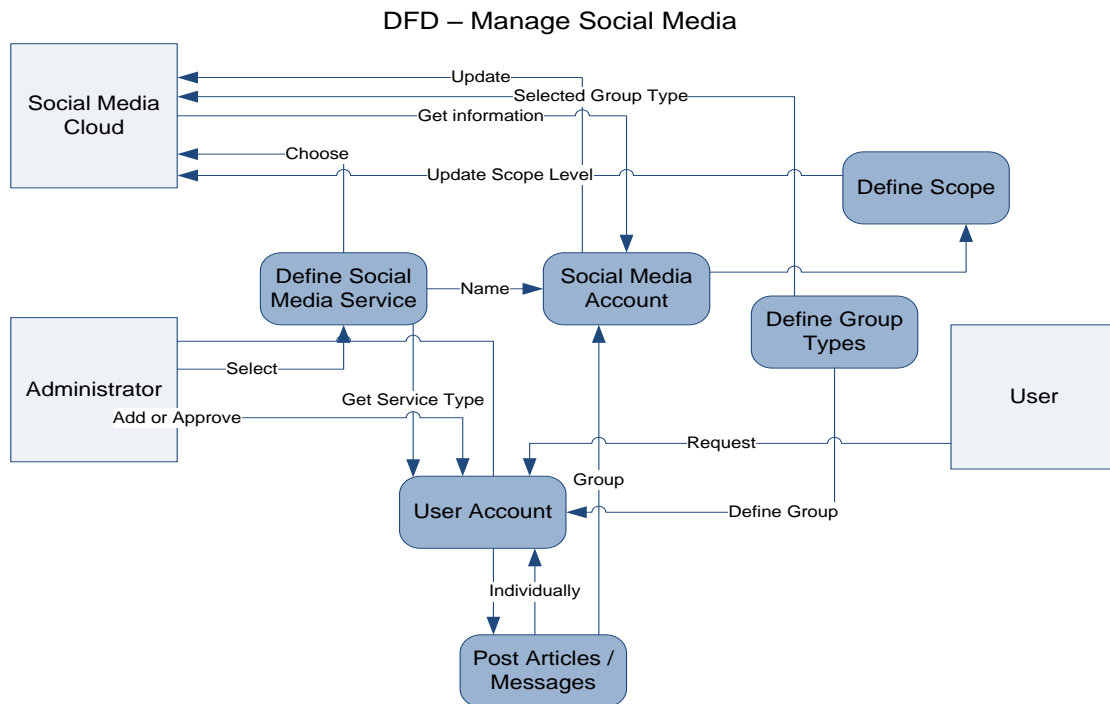 DFD – Manage Social Media
Social Media
Cloud
Update
Selected Group Type
Get information
Choose
Update Scope Level
Define Scope
Define Social
Media Service
Name
Social Media
Account
Define Group
Types
Administrator
Select
Add or Approve
Get Service Type
User
Request
Group
User Account
Define Group
Individually
Post Articles /
Messages